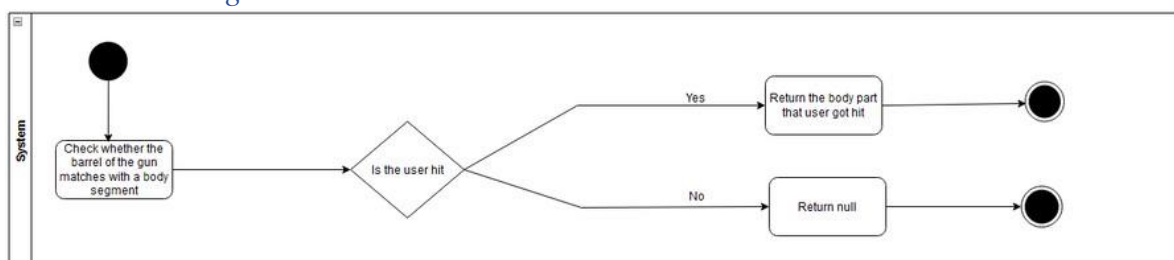 System
Check whether the
barrel of the gun
matches with a body
segment
Is the user hit
Yes
Return the body part
that user got hit
No
Return null